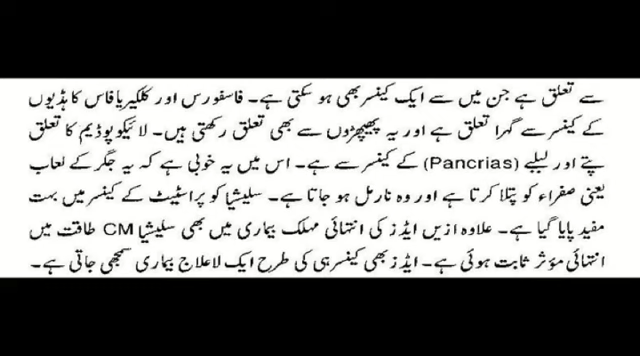 سے تعلق ہے جن میں سے ایک کینسر بھی ہو سکتی ہے۔ فاسفورس اور کلکیریا فاس کا ہڈیوں
کے کینسر سے گہرا تعلق ہے اور یہ پھیپھڑوں سے بھی تعلق رکھتی ہیں۔ لائیکوپوڈیم کا تعلق
پتے اور لبلبے (Pancrias) کے کینسر سے ہے۔ اس میں یہ خوبی ہے کہ یہ جگر کے لعاب
یعنی صفراء کو پتلا کرتا ہے اور وہ نارمل ہو جاتا ہے۔ سلیشیا کو پراسٹیٹ کے کینسر میں بہت
مفید پایا گیا ہے۔ علاوہ ازیں ایڈز کی انتہائی مہلک بیماری میں بھی سلیشیا CM طاقت میں
انتہائی مؤثر ثابت ہوئی ہے۔ ایڈز بھی کینسر ہی کی طرح ایک لاعلاج بیماری سمجھی جاتی ہے۔